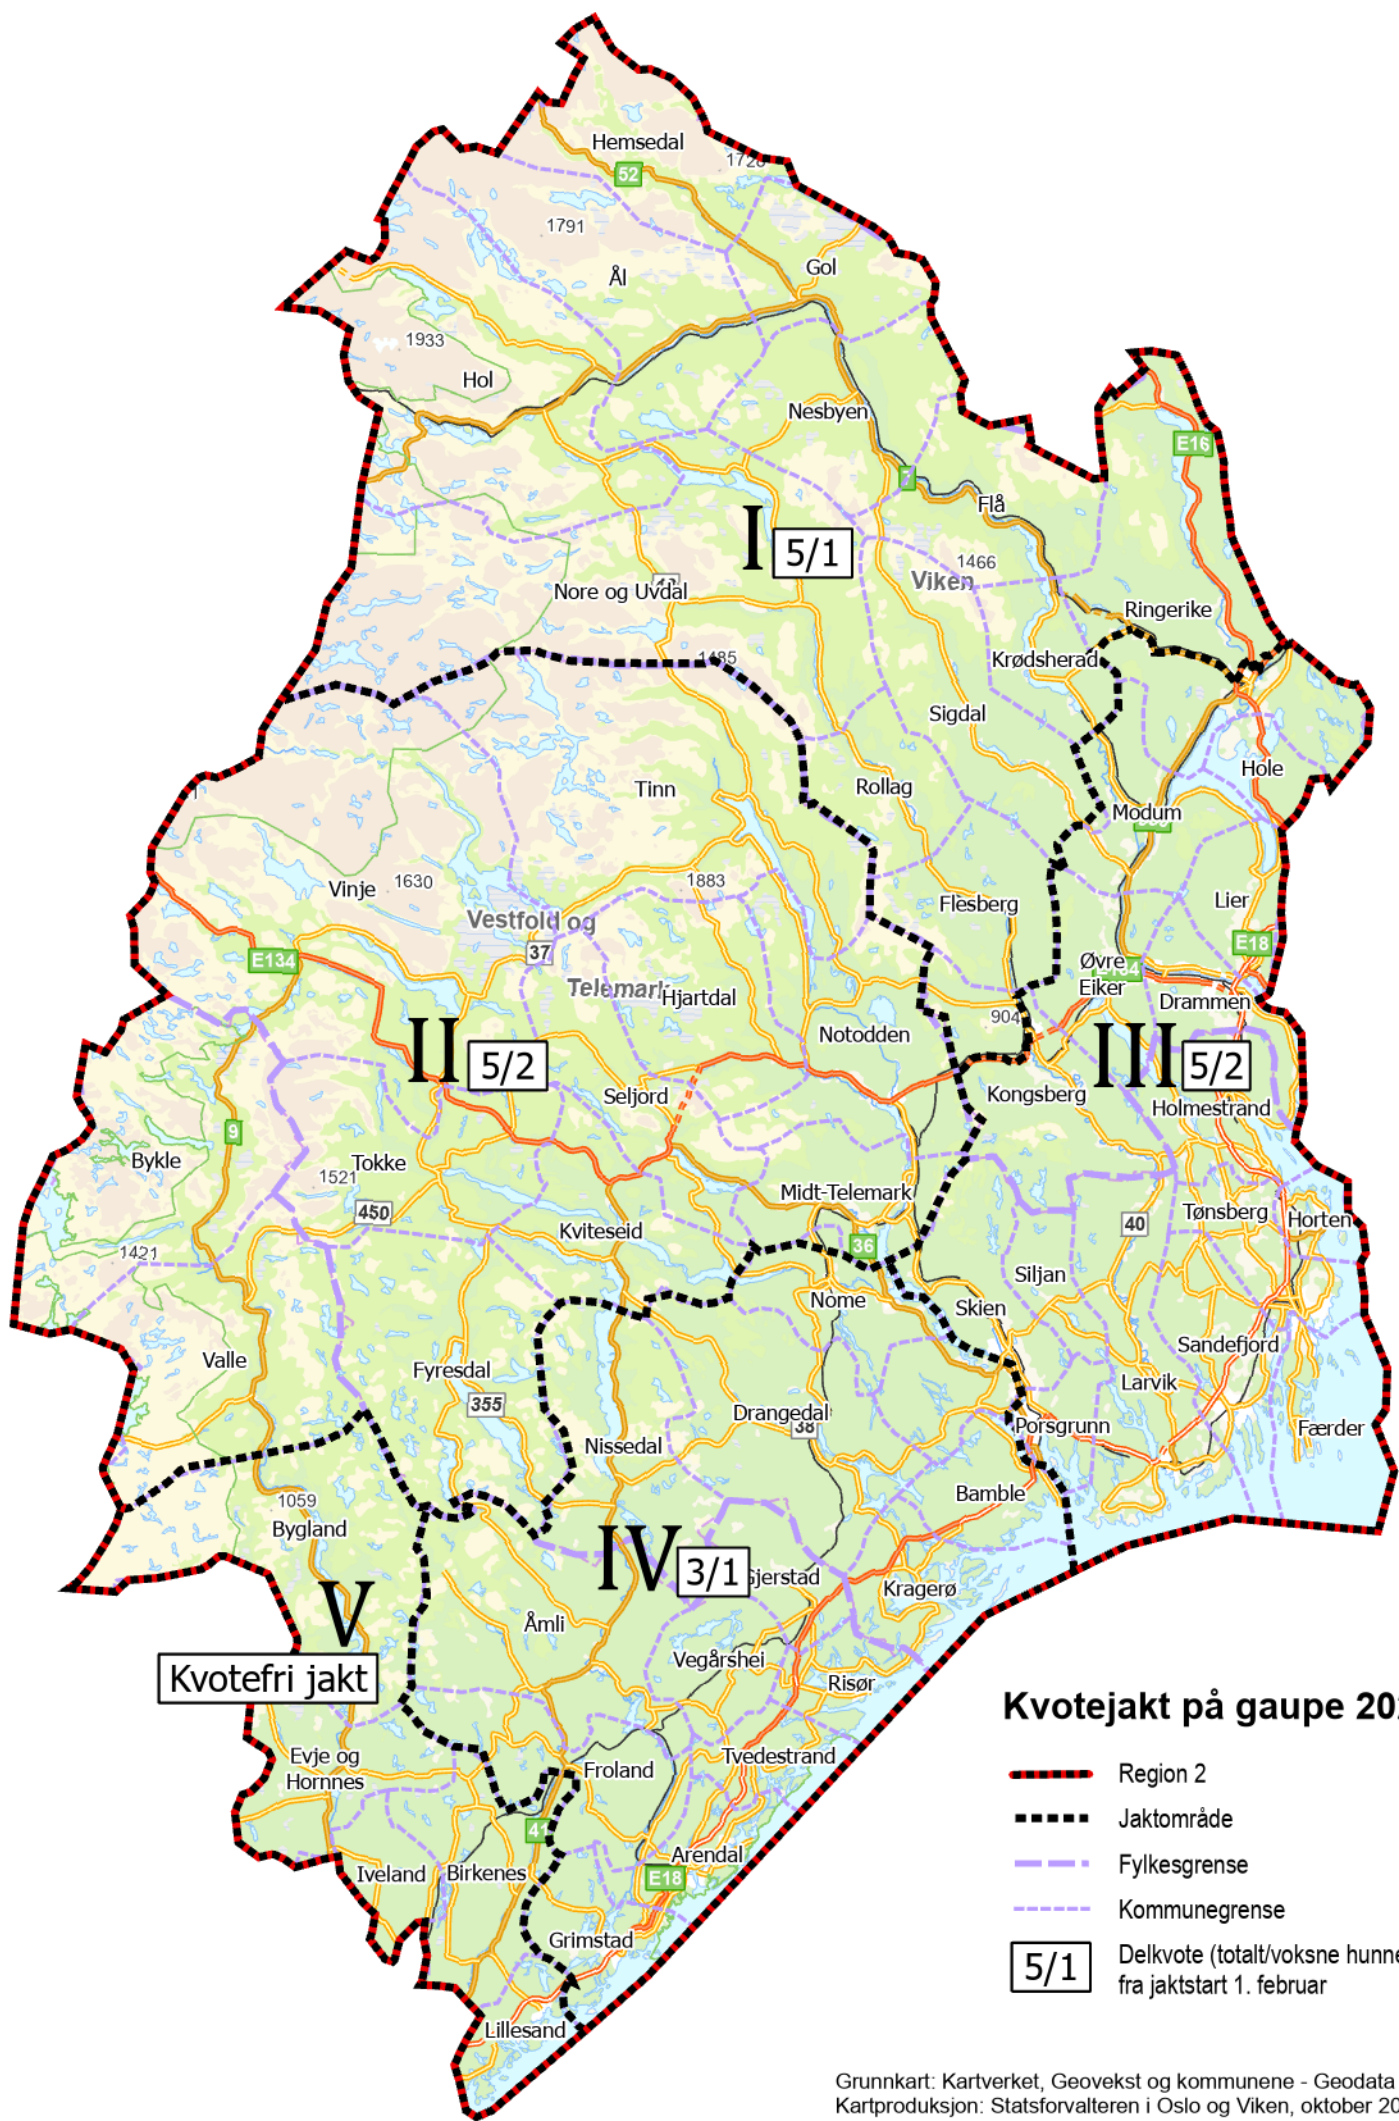 Hemsedal
52
1791
Ål
Gol
1933
Hol
Nesbyen
E16
7
Flå
I
5/1
1466
Viken
Nore og Uvdal
Ringerike
1485
Krødsherad
Sigdal
Hole
Tinn
Rollag
Modum
1883
Vinje
1630
Flesberg
Lier
Vestfold og
37
E18
E134
Telemark
Hjartdal
Øvre
Eiker
Drammen
904
Notodden
II
5/2
III
5/2
Seljord
Kongsberg
Holmestrand
9
Bykle
Tokke
1521
Midt-Telemark
450
Kviteseid
36
40
Tønsberg
Horten
1421
Siljan
Nome
Skien
Valle
Fyresdal
Sandefjord
355
Larvik
Drangedal
38
Porsgrunn
Færder
Nissedal
Bamble
1059
Bygland
IV
3/1
Gjerstad
Kragerø
V
Åmli
Vegårshei
Kvotefri jakt
Risør
Evje og
Hornnes
Froland
Tvedestrand
41
Iveland
Birkenes
Arendal
E18
Grimstad
Lillesand
Kvotejakt på gaupe
Region 2
Jaktområde
Fylkesgrense
Kommunegrense
5/1
Delkvote (totalt/voksne
fra jaktstart 1. februar
Grunnkart: Kartverket, Geovekst og kommunene - Geodata
Kartproduksjon: Statsforvalteren i Oslo og Viken, oktober